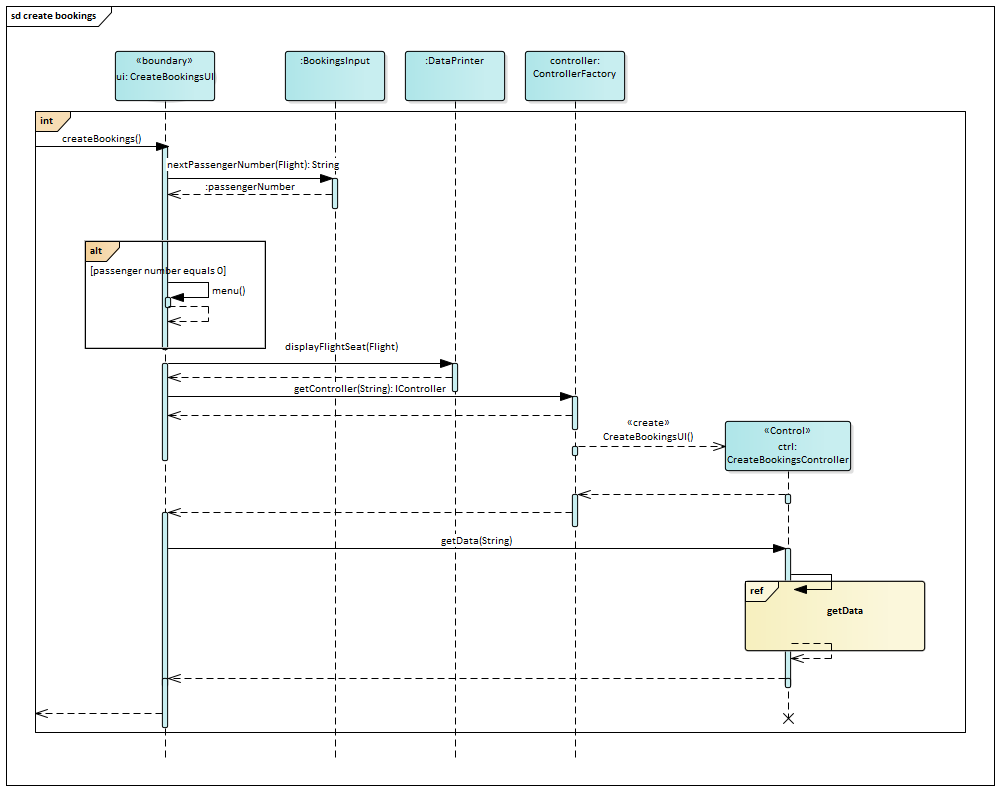 sd create bookings
«boundary»
ui: CreateBookingsUI
:BookingsInput
:DataPrinter
controller:
ControllerFactory
int
createBookings()
nextPassengerNumber(Flight): String
:passengerNumber
alt
[passenger number equals 0]
menu()
displayFlightSeat(Flight)
getController(String): IController
«create»
CreateBookingsUI()
«Control»
ctrl:
CreateBookingsController
getData(String)
ref
getData